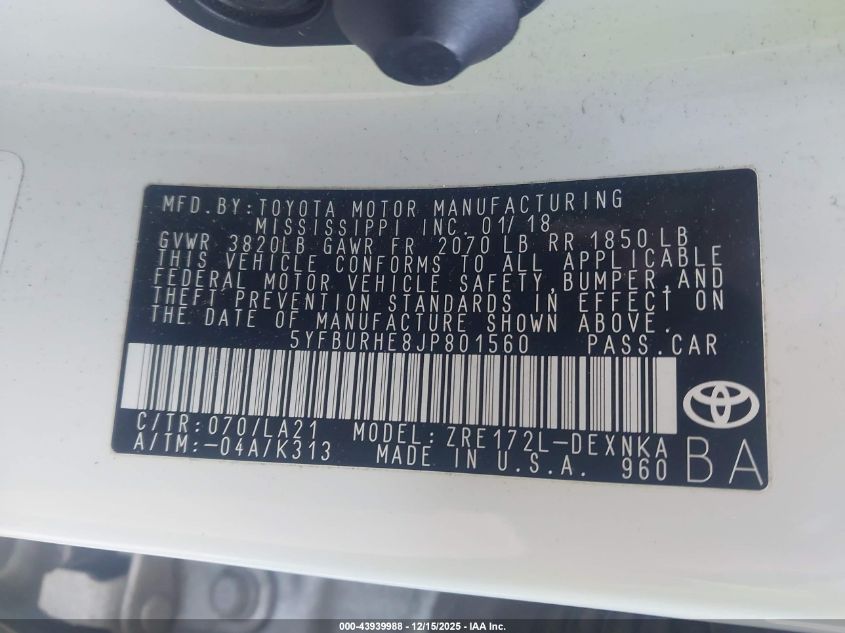 MFD.BY:TOYOTA MOTOR MANUFACTURING
MISSISSIPPI INC. 01/18
GVWR 3820LB GAWR FR 2070 LB RR 1850 LB
THIS VEHICLE CONFORMS TO ALL APPLICABLE
FEDERAL MOTOR VEHICLE SAFETY,BUMPER,AND
THEFT PREVENTION STANDARDS IN EFFECT ON
THE DATE OF MANUFACTURE SHOWN ABOVE.
5YFBURHE8JP801560 PASS.CAR
C/TR:070/LA21 MODEL:ZRE172L-DEXNKA
A/TM:-04A/K313 MADE IN U.S.A. 960 BA
000-43939988 - 12/15/2025 - IAA Inc.